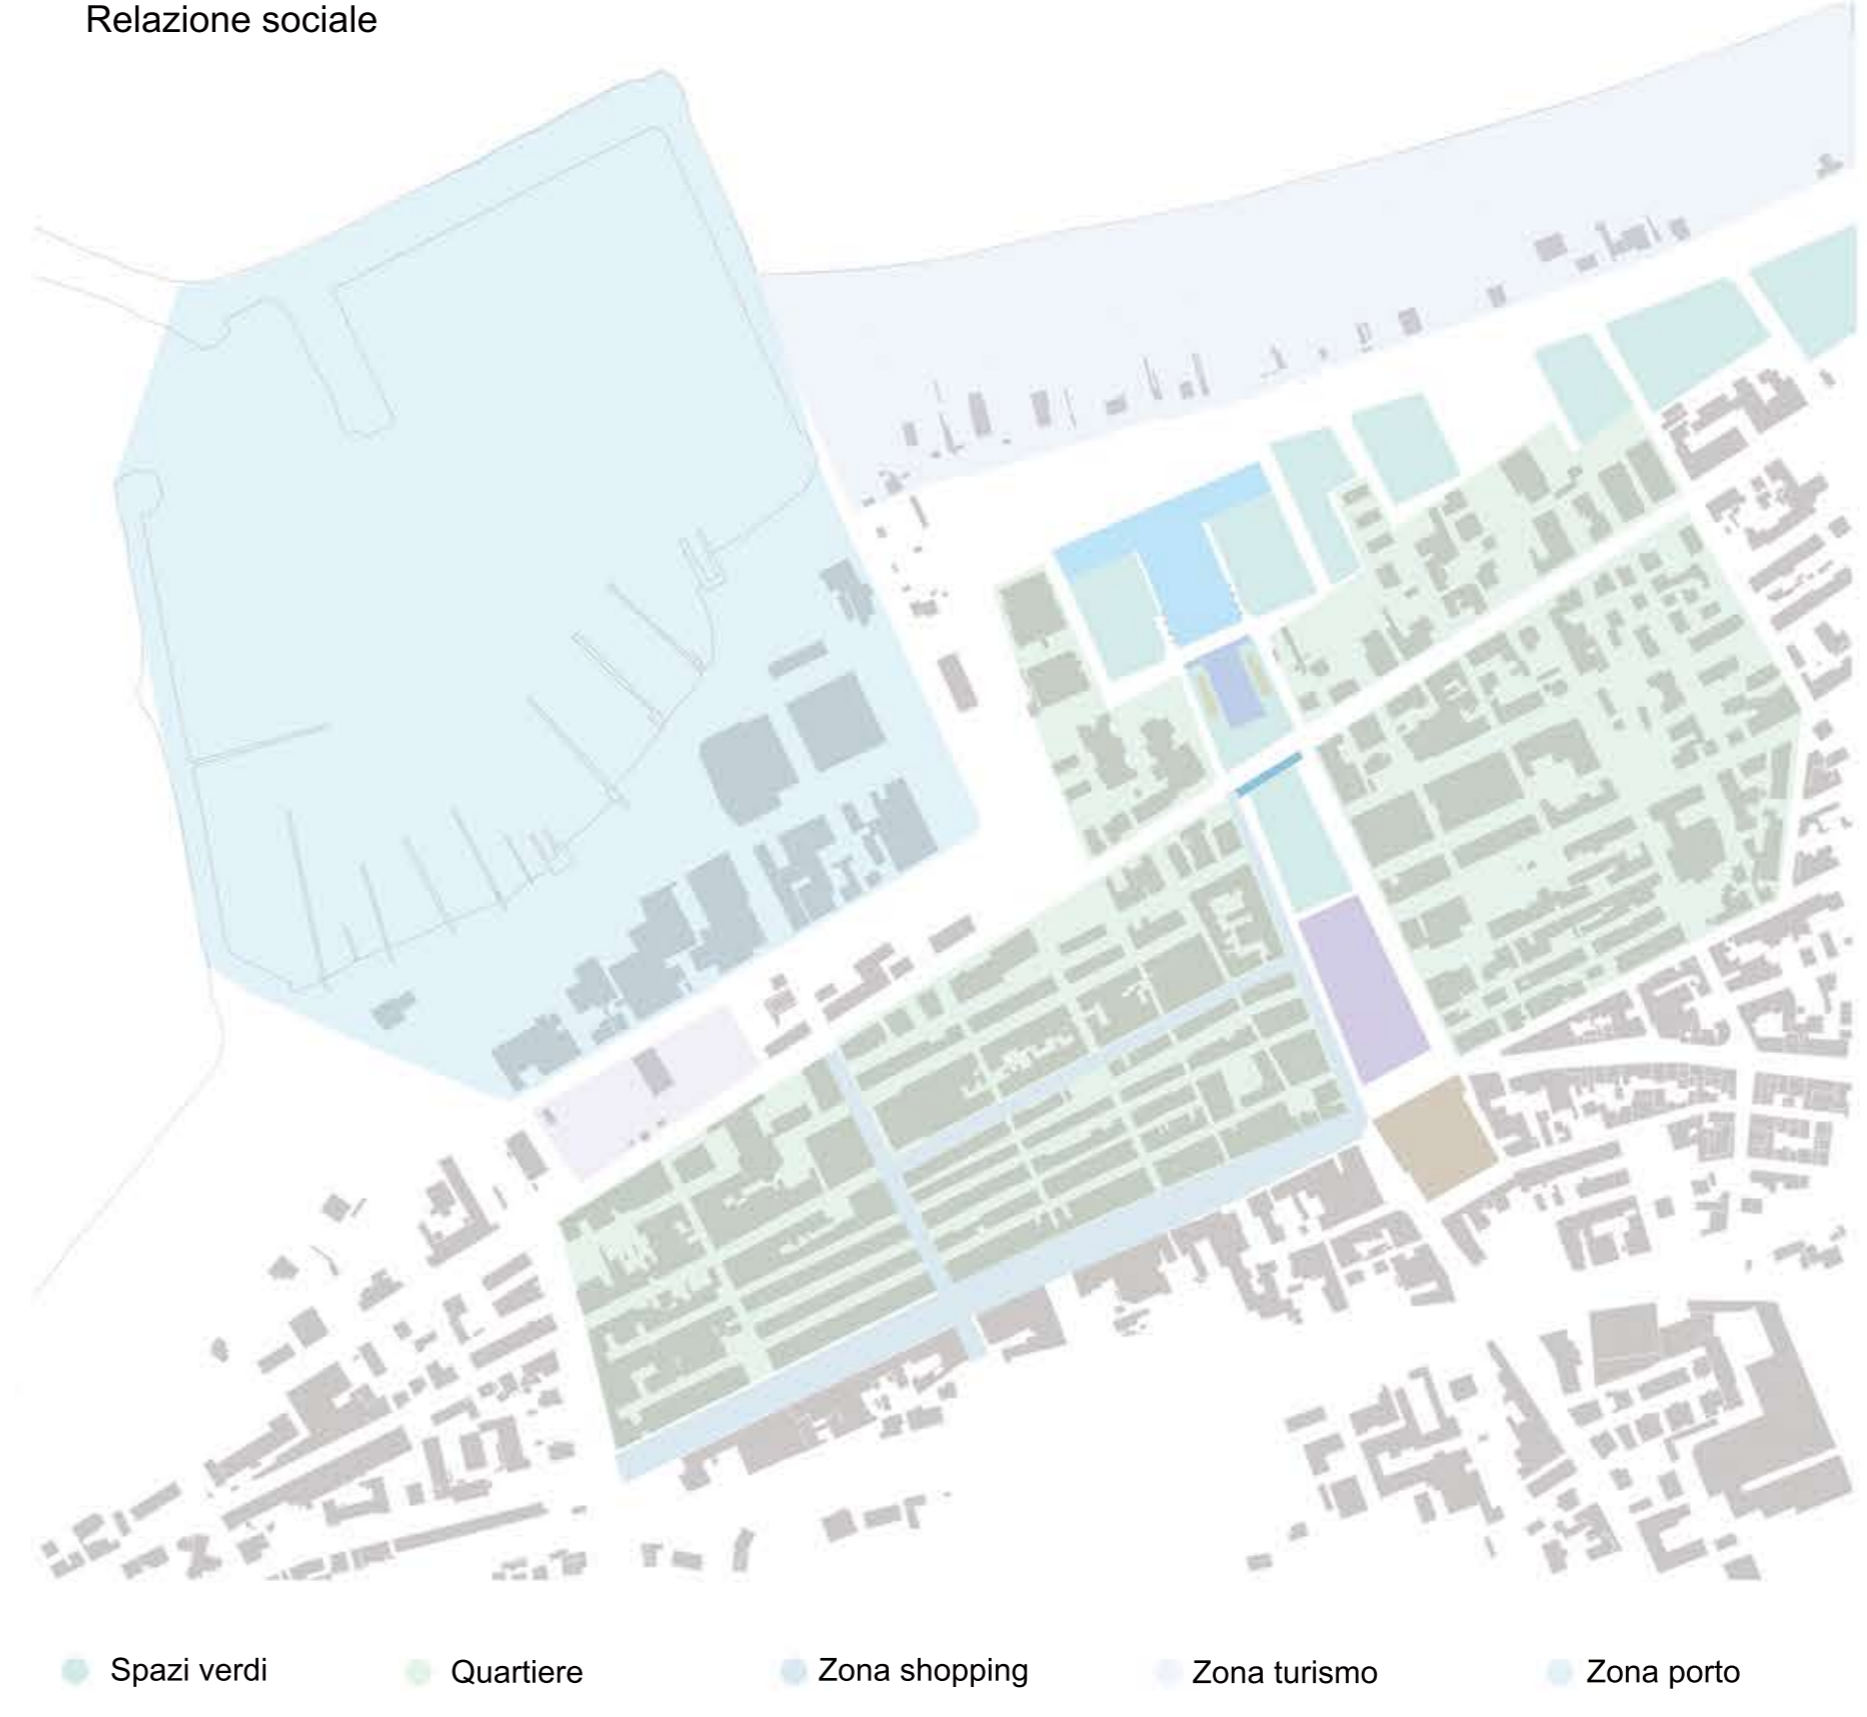 Relazione sociale
Spazi verdi
Quartiere
Zona shopping
Zona turismo
Zona porto